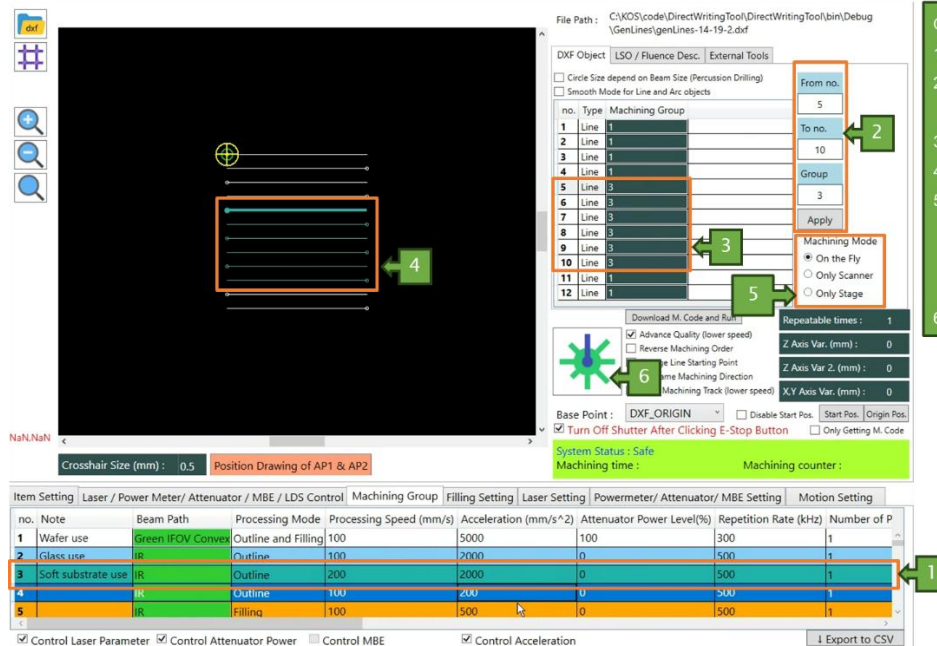 dxf
File Path : C:\KOS\code\DirectWritingTool\DirectWritingTool\bin\Debug
\GenLines\genLines-14-19-2.dxf
DXF Object LSO / Fluence Desc. External Tools
Circle Size depend on Beam Size (Percussion Drilling)
Smooth Mode for Line and Arc objects
no. Type Machining Group
1 Line 1
2 Line 1
3 Line 1
4 Line 1
5 Line 3
6 Line 3
7 Line 3
8 Line 3
9 Line 3
10 Line 3
11 Line 1
12 Line 1
From no.
5
To no.
10
Group
3
Apply
2
3
4
Machining Mode
On the Fly
Only Scanner
Only Stage
5
Download M. Code and Run
Advance Quality (lower speed)
Reverse Machining Order
Line Starting Point
Machining Direction
Machining Track (lower speed)
6
Repeatable times : 1
Z Axis Var. (mm) : 0
Z Axis Var 2. (mm) : 0
X,Y Axis Var. (mm) : 0
Base Point : DXF_ORIGIN Disable Start Pos. Start Pos. Origin Pos.
Turn Off Shutter After Clicking E-Stop Button Only Getting M. Code
NaN,NaN
Crosshair Size (mm) : 0.5 Position Drawing of AP1 & AP2
System Status : Safe
Machining time : Machining counter :
Item Setting Laser / Power Meter/ Attenuator / MBE / LDS Control Machining Group Filling Setting Laser Setting Powermeter/ Attenuator/ MBE Setting Motion Setting
no. Note Beam Path Processing Mode Processing Speed (mm/s) Acceleration (mm/s^2) Attenuator Power Level(%) Repetition Rate (kHz) Number of P
1 Wafer use Green IFOV Convex Outline and Filling 100 5000 100 300 1
2 Glass use IR Outline 100 2000 0 500 1
3 Soft substrate use IR Outline 200 2000 0 500 1
4 IR Outline 100 200 0 500 1
5 IR Filling 100 500 0 500 1
1
Control Laser Parameter Control Attenuator Power Control MBE Control Acceleration ↓ Export to CSV